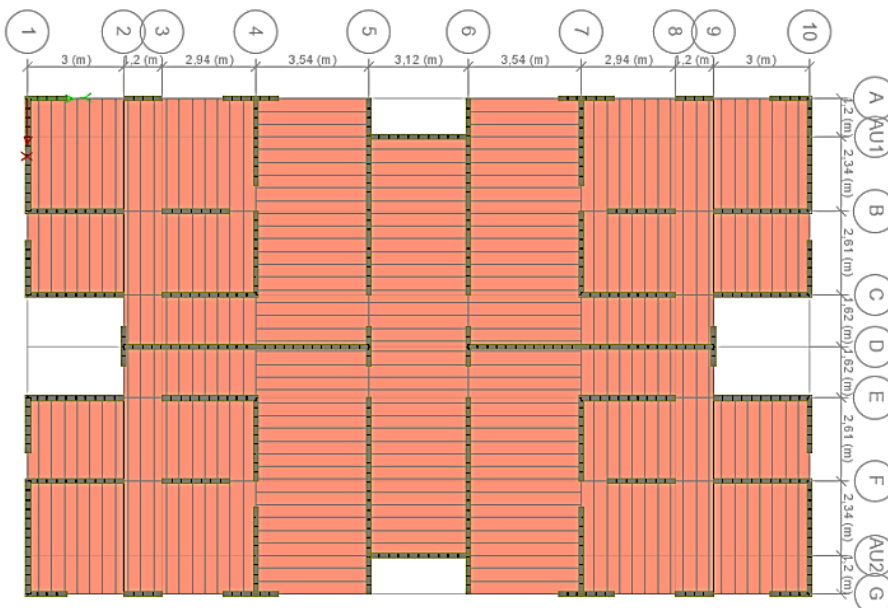 1 2 3 4 5 6 7 8 9 10
3 (m) 1,2 (m) 2,94 (m) 3,54 (m) 3,12 (m) 3,54 (m) 2,94 (m) 1,2 (m) 3 (m)
A
1,2 (m)
AU1
2,34 (m)
B
2,61 (m)
C
1,62 (m)
D
1,62 (m)
E
2,61 (m)
F
2,34 (m)
AU2
1,2 (m)
G
Y
X